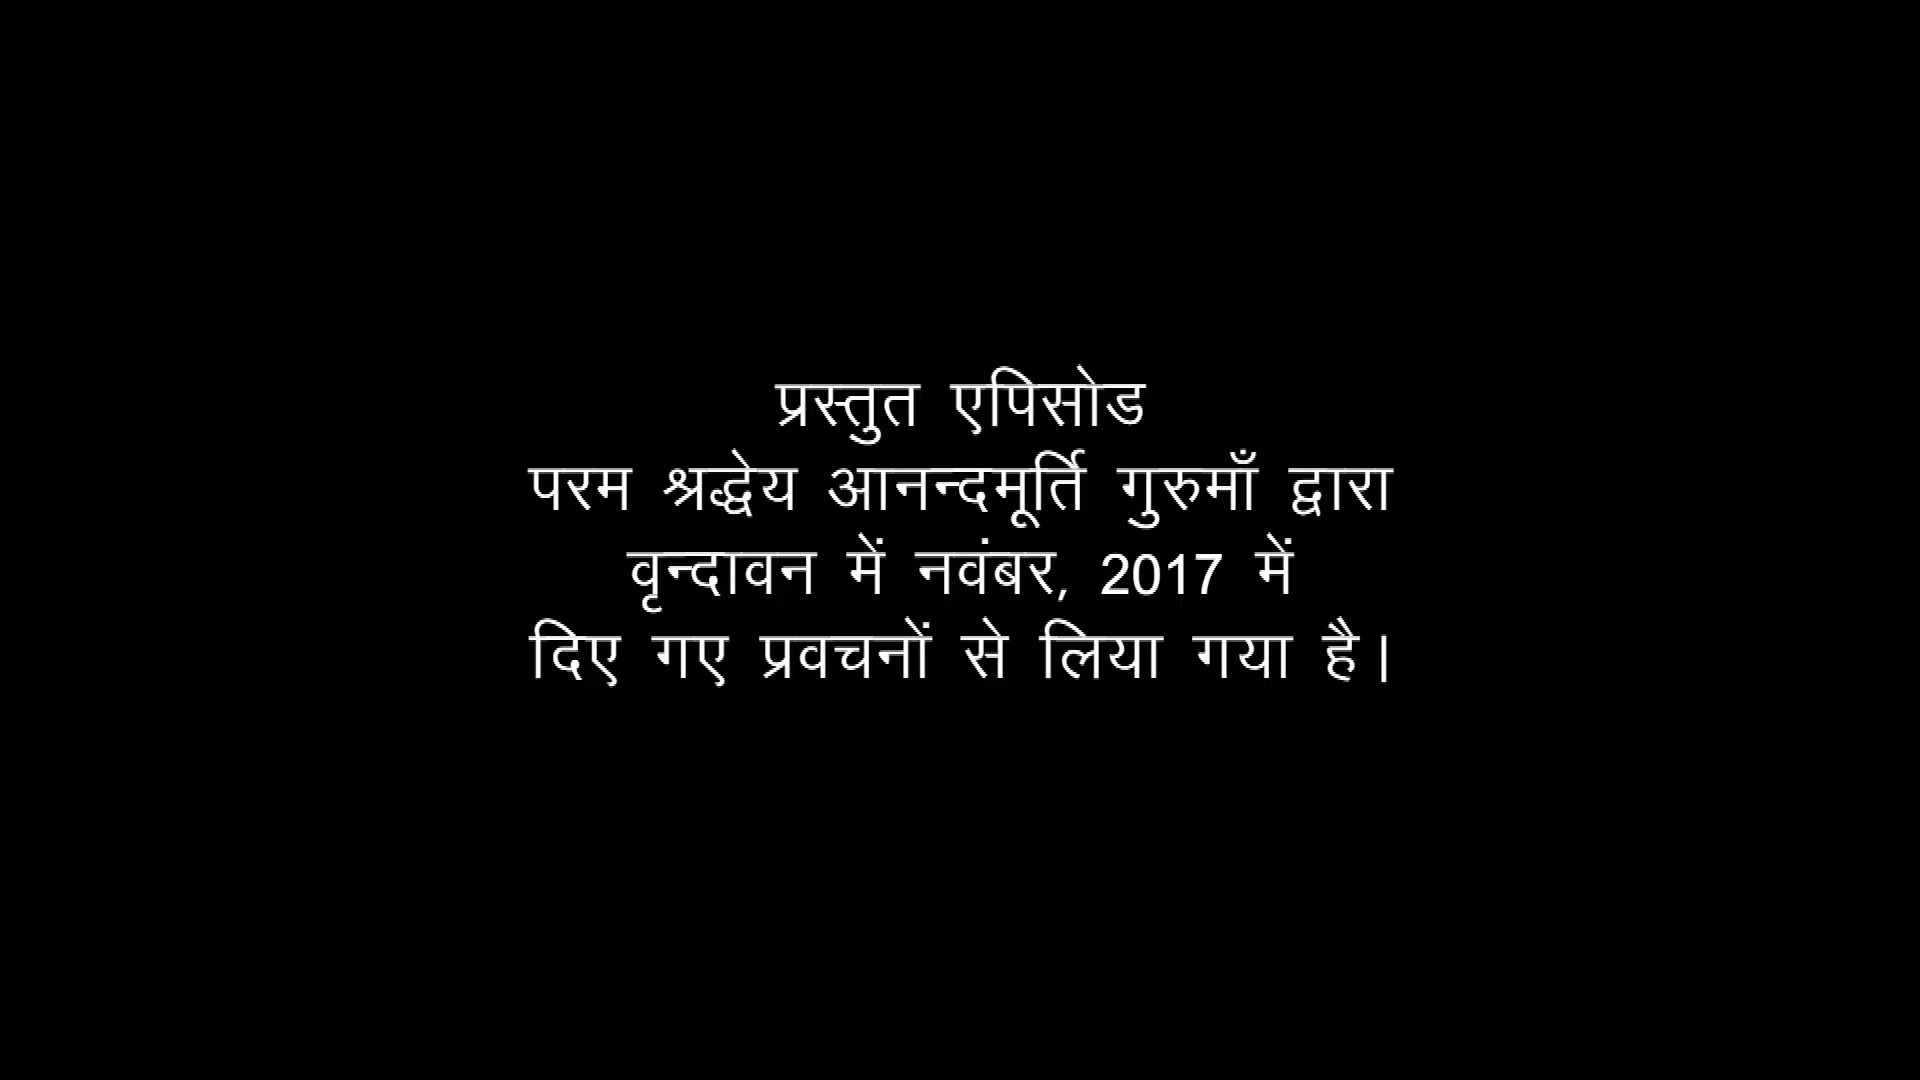 प्रस्तुत एपिसोड
परम श्रद्धेय आनन्दमूर्ति गुरुमाँ द्वारा
वृन्दावन में नवंबर, 2017 में
दिए गए प्रवचनों से लिया गया है।